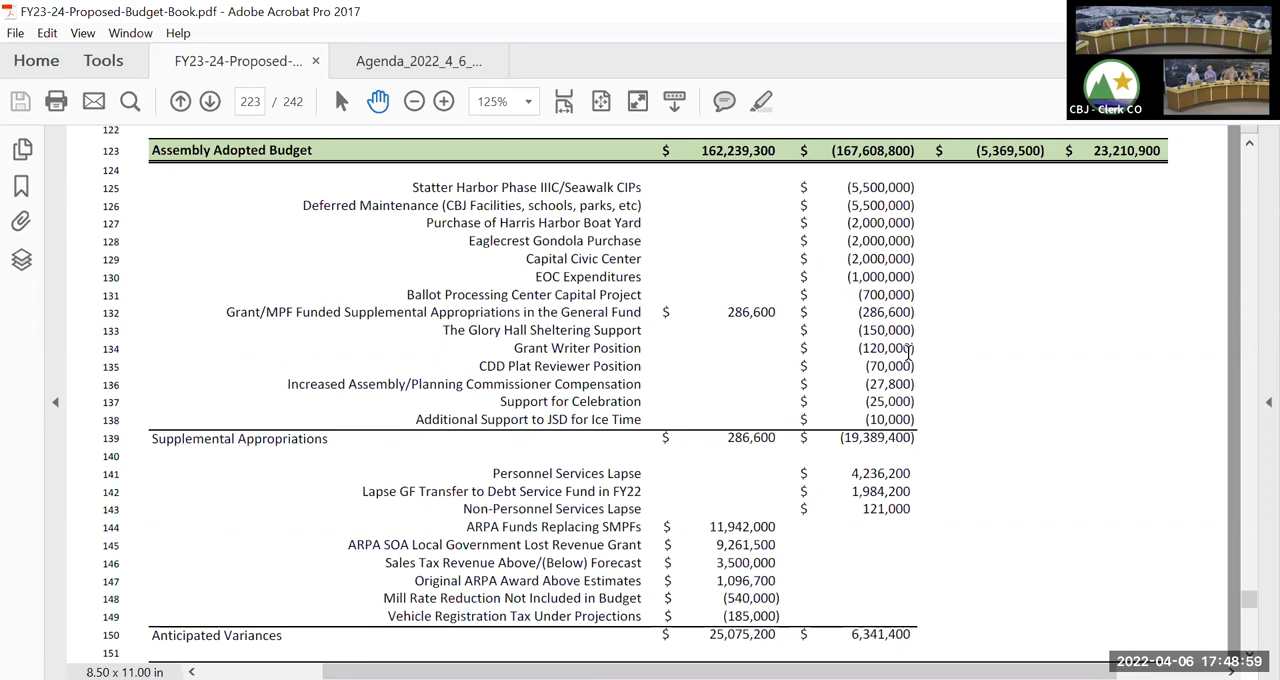 FY23-24-Proposed-Budget-Book.pdf - Adobe Acrobat Pro 2017
File Edit View Window Help
Home Tools FY23-24-Proposed-... × Agenda_2022_4_6_...
223 / 242 125%
CBJ - Clerk CO
122
123 Assembly Adopted Budget $ 162,239,300 $ (167,608,800) $ (5,369,500) $ 23,210,900
124
125 Statter Harbor Phase IIIC/Seawalk CIPs $ (5,500,000)
126 Deferred Maintenance (CBJ Facilities, schools, parks, etc) $ (5,500,000)
127 Purchase of Harris Harbor Boat Yard $ (2,000,000)
128 Eaglecrest Gondola Purchase $ (2,000,000)
129 Capital Civic Center $ (2,000,000)
130 EOC Expenditures $ (1,000,000)
131 Ballot Processing Center Capital Project $ (700,000)
132 Grant/MPF Funded Supplemental Appropriations in the General Fund $ 286,600 $ (286,600)
133 The Glory Hall Sheltering Support $ (150,000)
134 Grant Writer Position $ (120,000)
135 CDD Plat Reviewer Position $ (70,000)
136 Increased Assembly/Planning Commissioner Compensation $ (27,800)
137 Support for Celebration $ (25,000)
138 Additional Support to JSD for Ice Time $ (10,000)
139 Supplemental Appropriations $ 286,600 $ (19,389,400)
140
141 Personnel Services Lapse $ 4,236,200
142 Lapse GF Transfer to Debt Service Fund in FY22 $ 1,984,200
143 Non-Personnel Services Lapse $ 121,000
144 ARPA Funds Replacing SMPFs $ 11,942,000
145 ARPA SOA Local Government Lost Revenue Grant $ 9,261,500
146 Sales Tax Revenue Above/(Below) Forecast $ 3,500,000
147 Original ARPA Award Above Estimates $ 1,096,700
148 Mill Rate Reduction Not Included in Budget $ (540,000)
149 Vehicle Registration Tax Under Projections $ (185,000)
150 Anticipated Variances $ 25,075,200 $ 6,341,400
151
8.50 x 11.00 in
2022-04-06 17:48:59